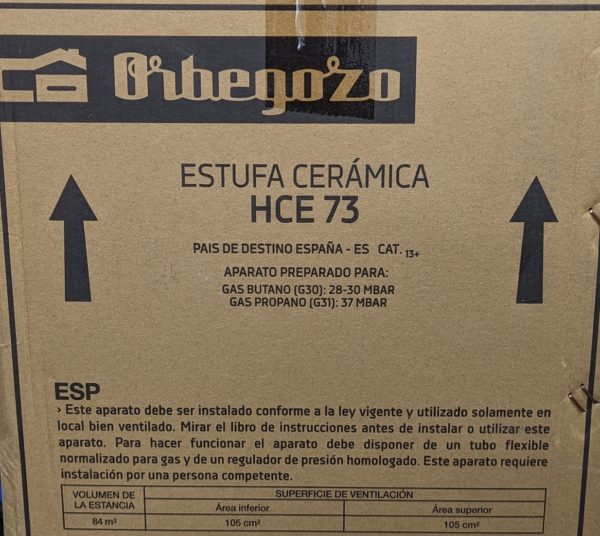 Orbegozo
ESTUFA CERÁMICA
HCE 73
PAIS DE DESTINO ESPAÑA - ES CAT. 13+
APARATO PREPARADO PARA:
GAS BUTANO (G30): 28-30 MBAR
GAS PROPANO (G31): 37 MBAR
ESP
› Este aparato debe ser instalado conforme a la ley vigente y utilizado solamente en
local bien ventilado. Mirar el libro de instrucciones antes de instalar o utilizar este
aparato. Para hacer funcionar el aparato debe disponer de un tubo flexible
normalizado para gas y de un regulador de presión homologado. Este aparato requiere
instalación por una persona competente.
VOLUMEN DE LA ESTANCIA
SUPERFICIE DE VENTILACIÓN
Área inferior Área superior
84 m³ 105 cm² 105 cm²